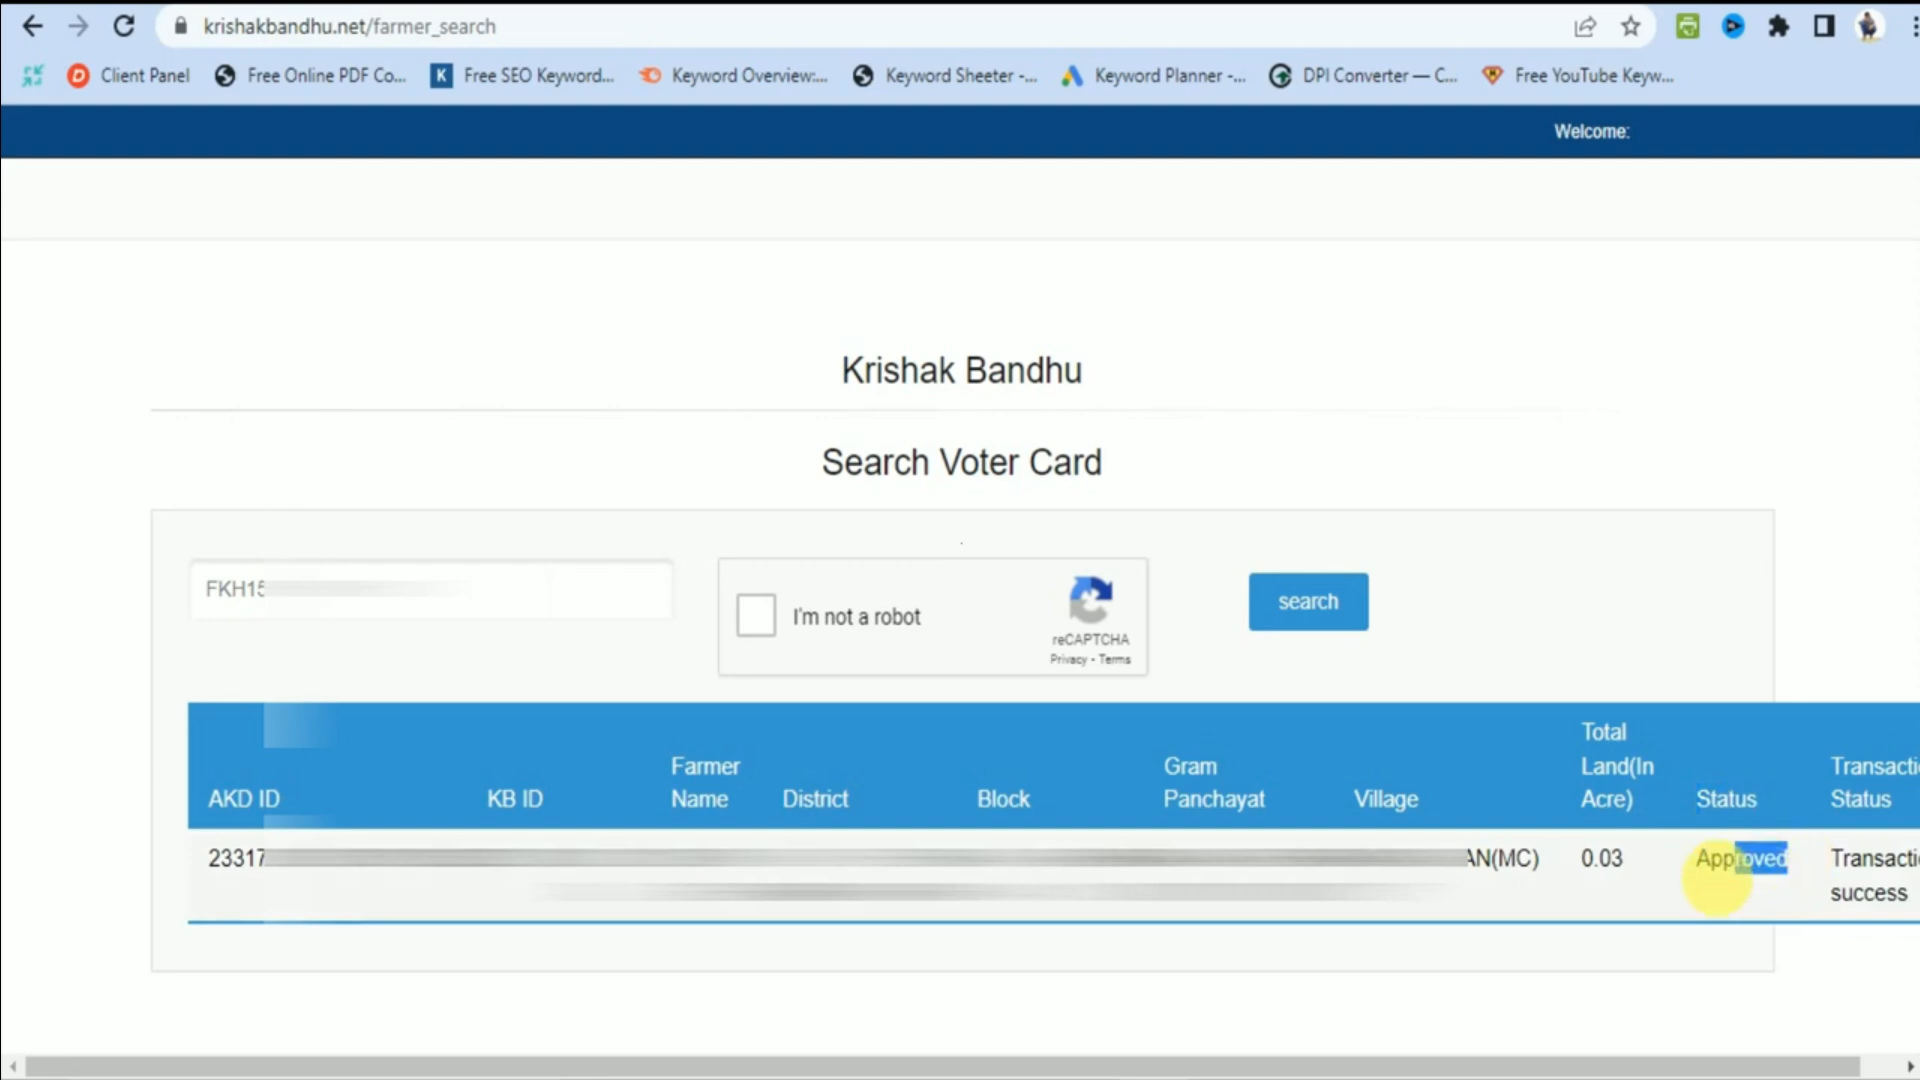 krishakbandhu.net/farmer_search
Client Panel Free Online PDF Co... Free SEO Keyword... Keyword Overview:... Keyword Sheeter -... Keyword Planner -... DPI Converter — C... Free YouTube Keyw...
Welcome:
Krishak Bandhu
Search Voter Card
FKH15
I'm not a robot
reCAPTCHA
Privacy - Terms
search
AKD ID KB ID Farmer Name District Block Gram Panchayat Village Total Land(In Acre) Status Transacti Status
23317 AN(MC) 0.03 Approved Transacti
success